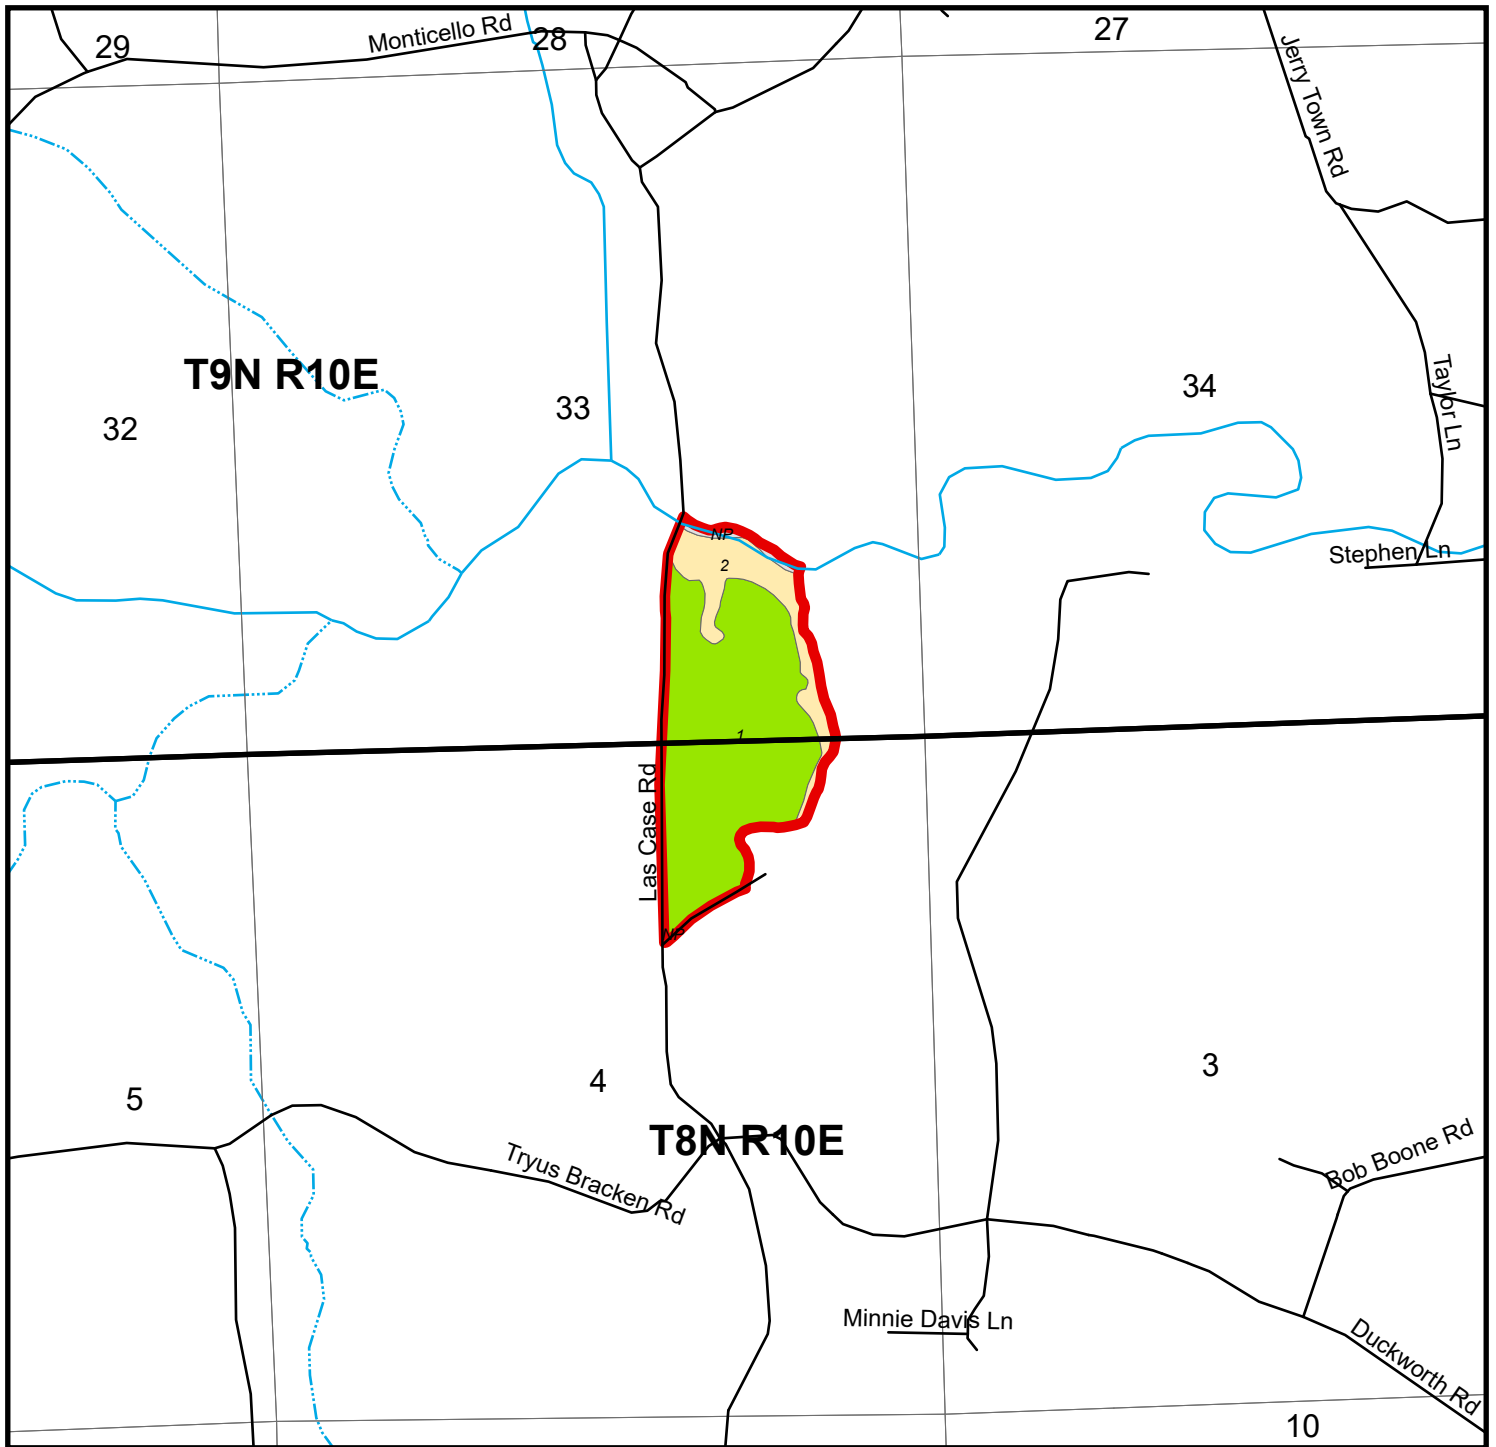 29
Monticello Rd
28
27
Jerry Town Rd
T9N R10E
32
33
34
Taylor Ln
NP
2
Stephen Ln
1
Las Case Rd
NP
5
4
3
T8N R10E
Tryus Bracken Rd
Bob Boone Rd
Minnie Davis Ln
Duckworth Rd
10